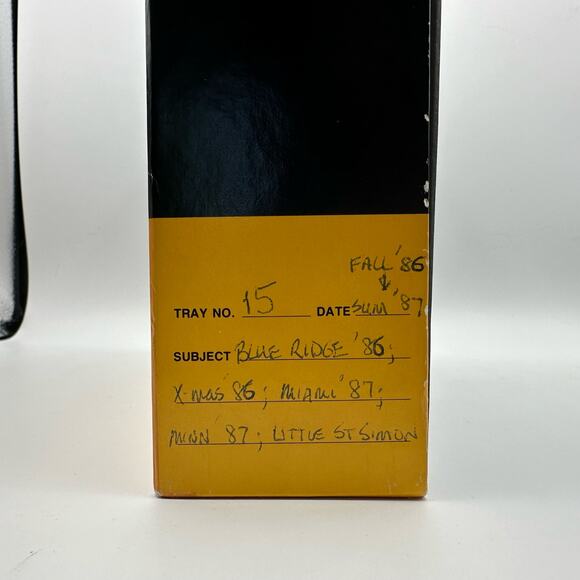 FALL '86
↓
TRAY NO. 15 DATE SUM '87
SUBJECT BLUE RIDGE '86;
X-MAS '86; MIAMI '87;
MINN '87; LITTLE ST SIMON